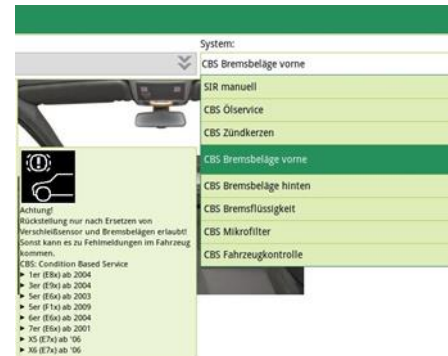 System:
CBS Bremsbeläge vorne
SIR manuell
CBS Ölservice
CBS Zündkerzen
CBS Bremsbeläge vorne
CBS Bremsbeläge hinten
CBS Bremsflüssigkeit
CBS Mikrofilter
CBS Fahrzeugkontrolle
Achtung!
Rückstellung nur nach Ersetzen von
Verschleißsensor und Bremsbelägen erlaubt!
Sonst kann es zu Fehlmeldungen im Fahrzeug
kommen.
CBS: Condition Based Service
► 1er (E8x) ab 2004
► 3er (E9x) ab 2004
► 5er (E6x) ab 2003
► 5er (F1x) ab 2009
► 6er (E6x) ab 2004
► 7er (E6x) ab 2001
► X5 (E7x) ab '06
► X6 (E7x) ab '06